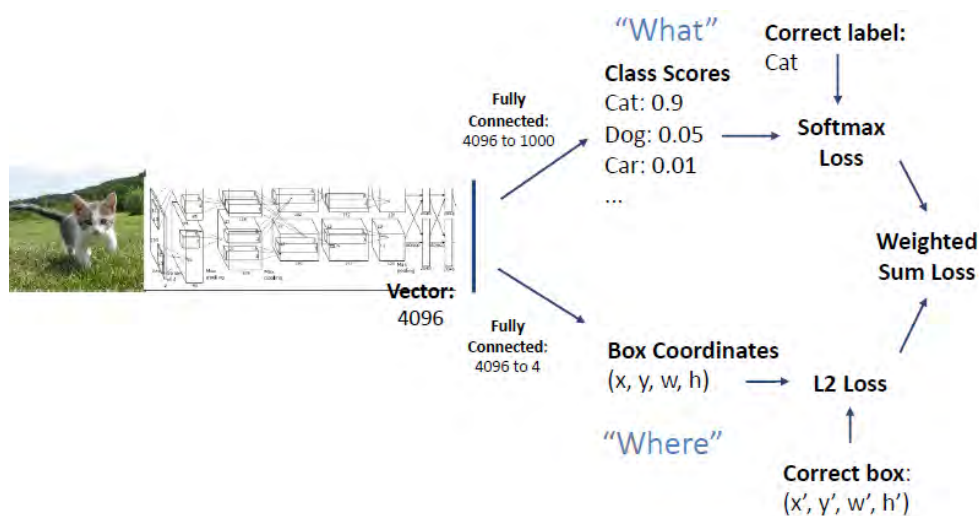 “What”
Correct label:
Cat
Class Scores
Cat: 0.9
Dog: 0.05
Car: 0.01
...
Fully
Connected:
4096 to 1000
Softmax
Loss
Weighted
Sum Loss
Vector:
4096
Fully
Connected:
4096 to 4
Box Coordinates
(x, y, w, h)
L2 Loss
“Where”
Correct box:
(x’, y’, w’, h’)